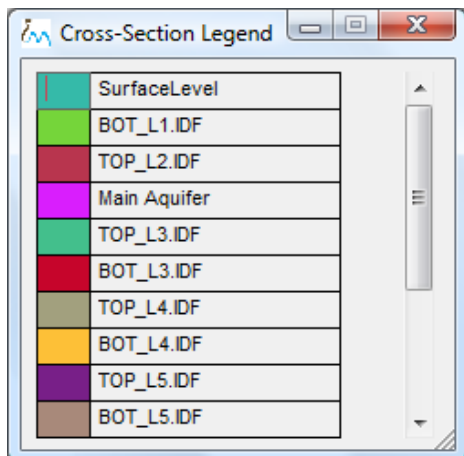 Cross-Section Legend
SurfaceLevel
BOT_L1.IDF
TOP_L2.IDF
Main Aquifer
TOP_L3.IDF
BOT_L3.IDF
TOP_L4.IDF
BOT_L4.IDF
TOP_L5.IDF
BOT_L5.IDF